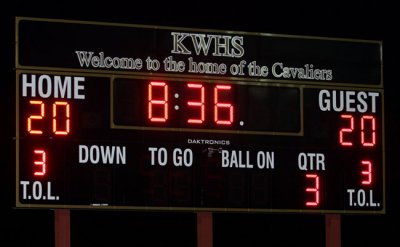 KWHS
Welcome to the home of the Cavaliers
HOME 8:36. GUEST
20 DAKTRONICS 20
3 DOWN TO GO BALL ON QTR 3
T.O.L. 3 T.O.L.